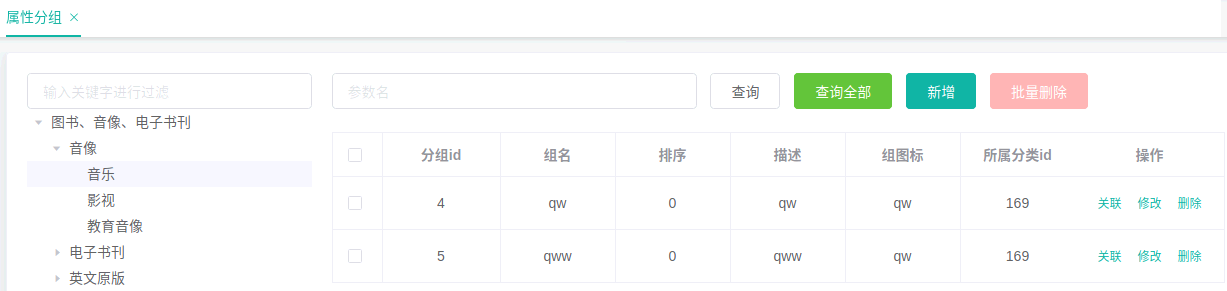 属性分组 ×
输入关键字进行过滤
参数名 查询 查询全部 新增 批量删除
图书、音像、电子书刊
音像
音乐
影视
教育音像
电子书刊
英文原版
分组id 组名 排序 描述 组图标 所属分类id 操作
4 qw 0 qw qw 169 关联 修改 删除
5 qww 0 qww qw 169 关联 修改 删除